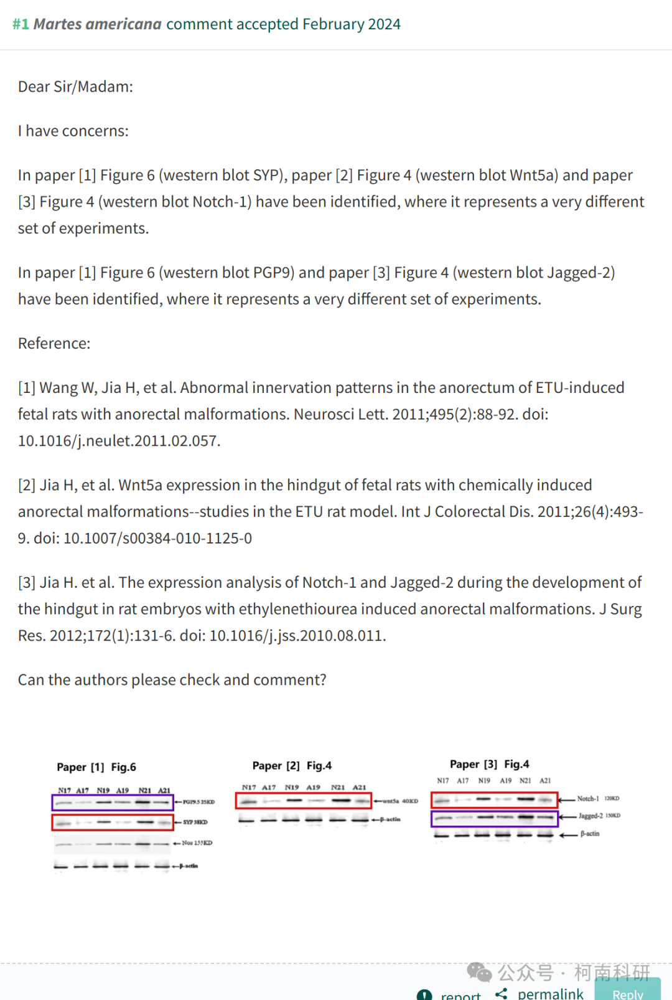 #1 Martes americana comment accepted February 2024
Dear Sir/Madam:
I have concerns:
In paper [1] Figure 6 (western blot SYP), paper [2] Figure 4 (western blot Wnt5a) and paper
[3] Figure 4 (western blot Notch-1) have been identified, where it represents a very different
set of experiments.
In paper [1] Figure 6 (western blot PGP9) and paper [3] Figure 4 (western blot Jagged-2)
have been identified, where it represents a very different set of experiments.
Reference:
[1] Wang W, Jia H, et al. Abnormal innervation patterns in the anorectum of ETU-induced
fetal rats with anorectal malformations. Neurosci Lett. 2011;495(2):88-92. doi:
10.1016/j.neulet.2011.02.057.
[2] Jia H, et al. Wnt5a expression in the hindgut of fetal rats with chemically induced
anorectal malformations--studies in the ETU rat model. Int J Colorectal Dis. 2011;26(4):493-
9. doi: 10.1007/s00384-010-1125-0
[3] Jia H. et al. The expression analysis of Notch-1 and Jagged-2 during the development of
the hindgut in rat embryos with ethylenethiourea induced anorectal malformations. J Surg
Res. 2012;172(1):131-6. doi: 10.1016/j.jss.2010.08.011.
Can the authors please check and comment?
Paper [1] Fig.6
N17 A17 N19 A19 N21 A21
PGP9.5 25KD
SYP 38KD
Nos 155KD
β-actin
Paper [2] Fig.4
N17 A17 N19 A19 N21 A21
wnt5a 40KD
β-actin
Paper [3] Fig.4
N17 A17 N19 A19 N21 A21
Notch-1 120KD
Jagged-2 150KD
β-actin
公众号 · 柯南科研
report permalink Reply